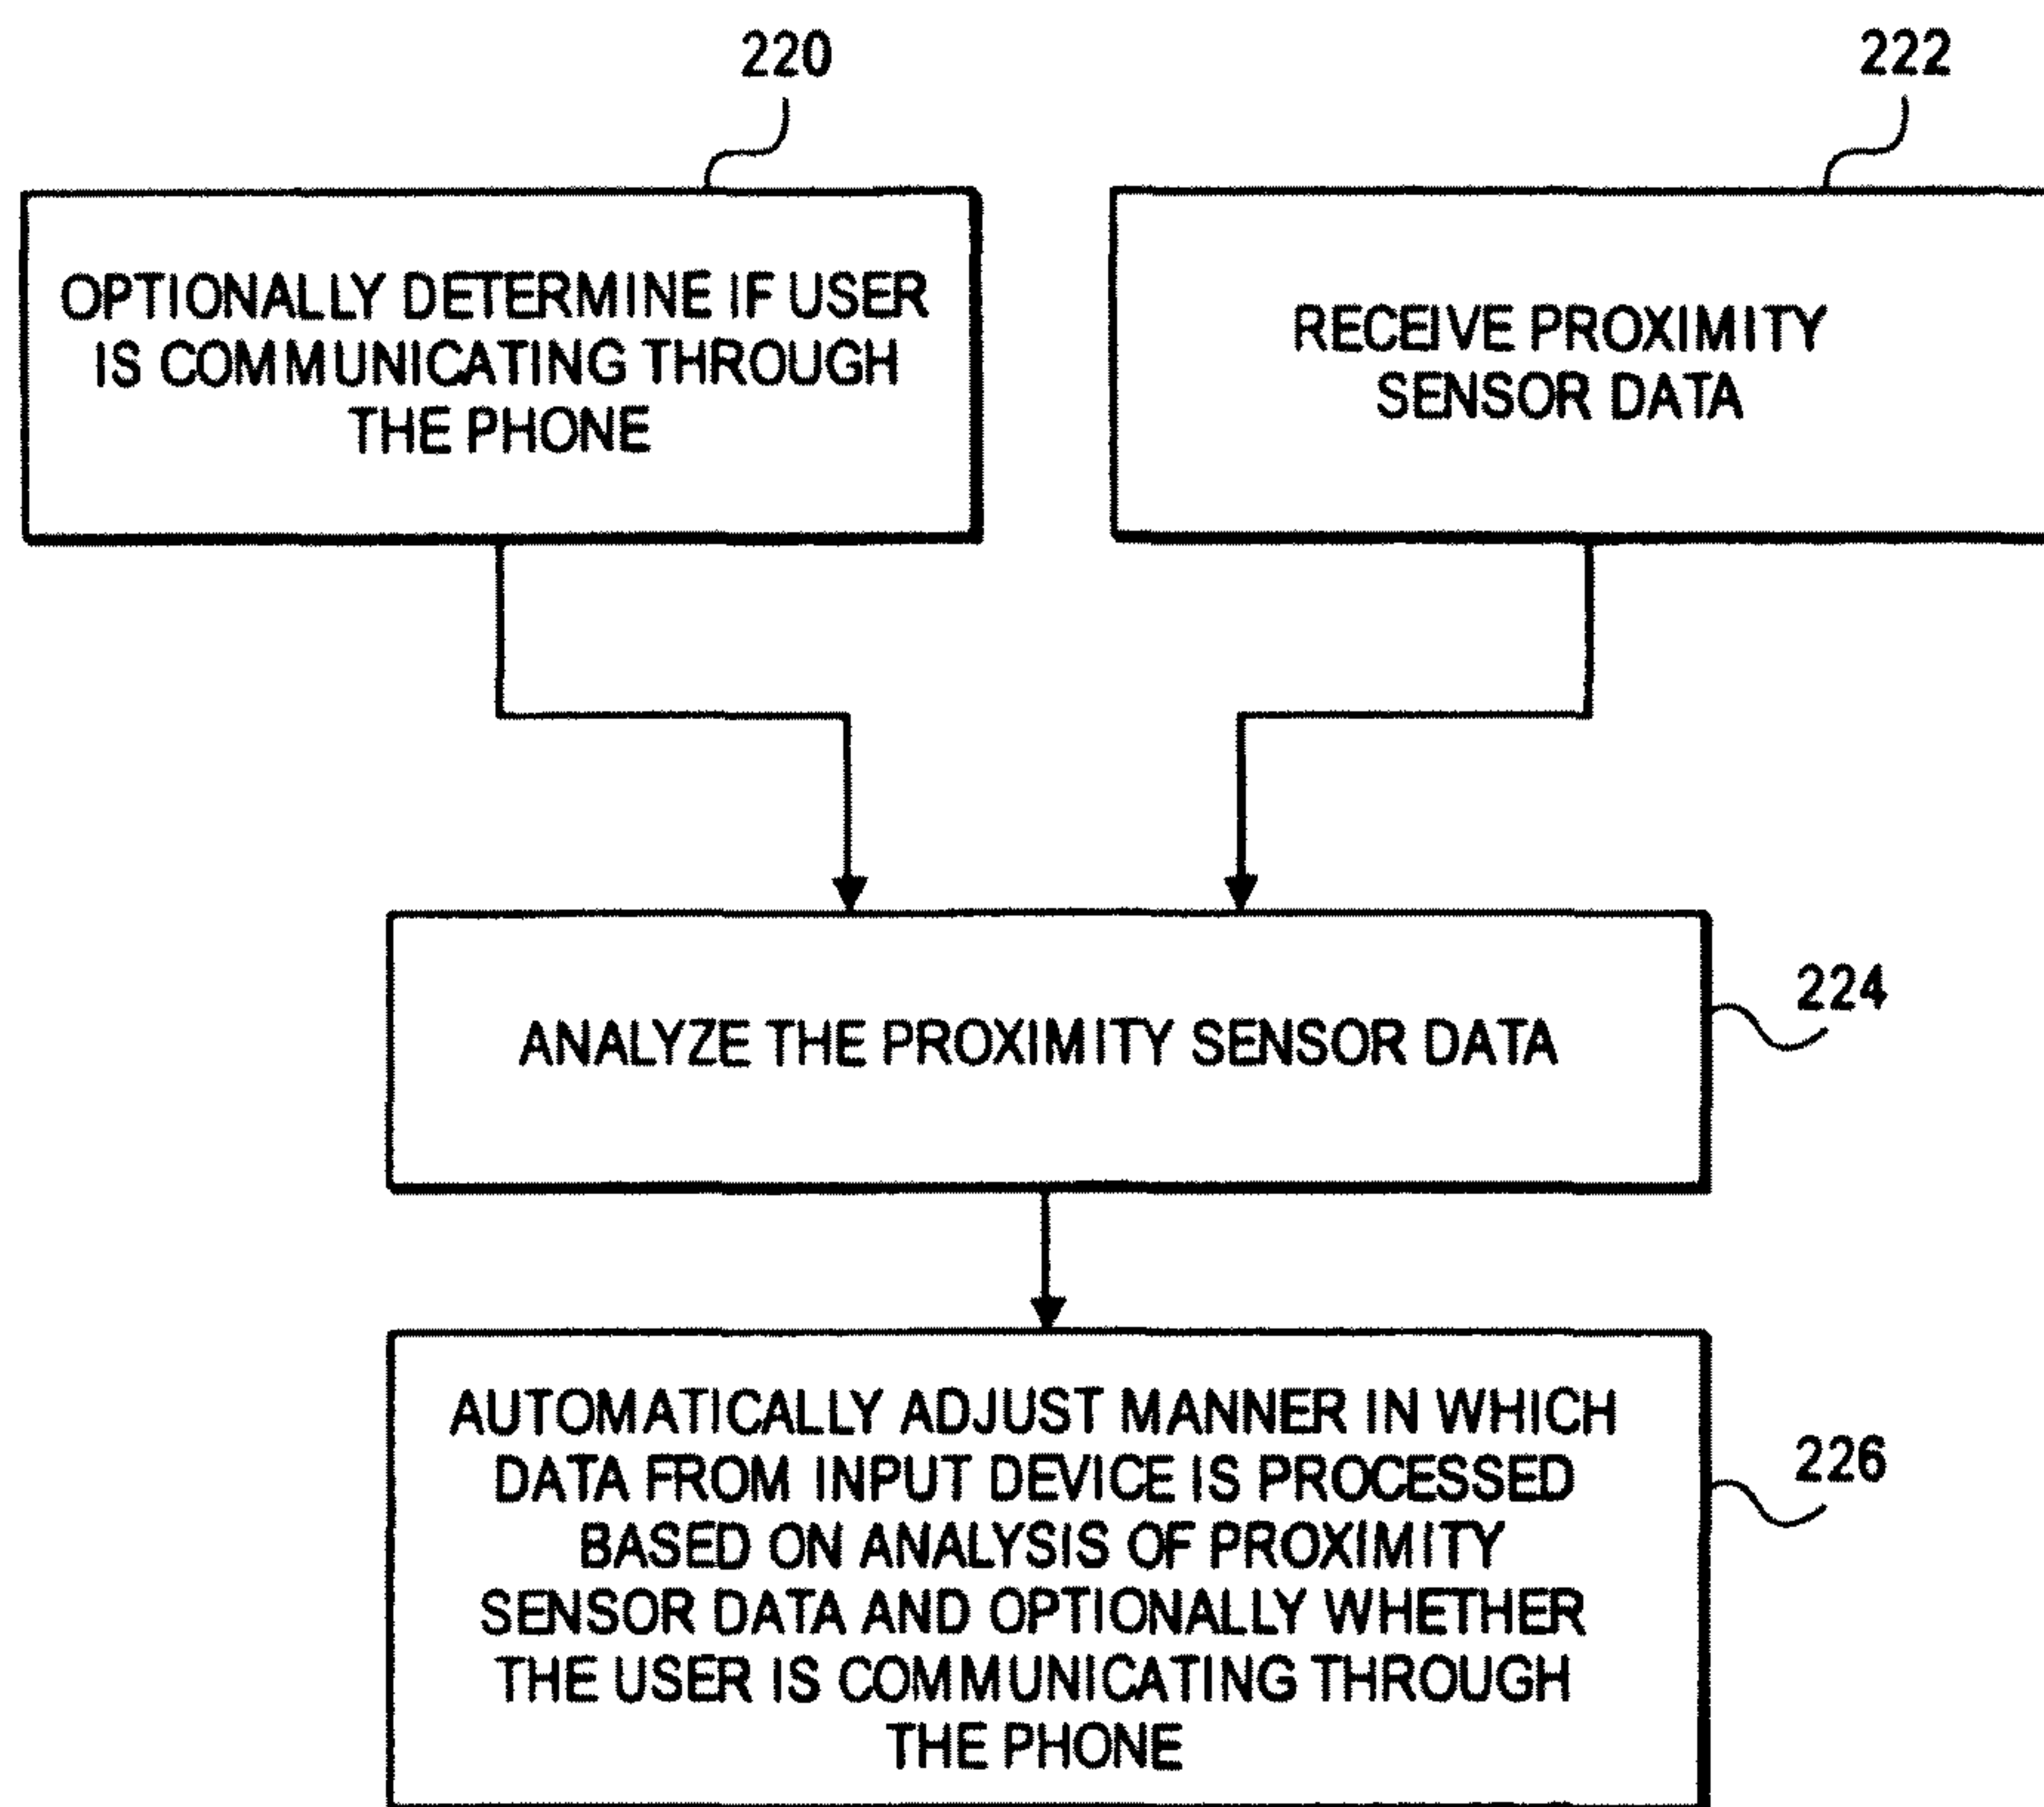 220
222
OPTIONALLY DETERMINE IF USER
IS COMMUNICATING THROUGH
THE PHONE
RECEIVE PROXIMITY
SENSOR DATA
224
ANALYZE THE PROXIMITY SENSOR DATA
226
AUTOMATICALLY ADJUST MANNER IN WHICH
DATA FROM INPUT DEVICE IS PROCESSED
BASED ON ANALYSIS OF PROXIMITY
SENSOR DATA AND OPTIONALLY WHETHER
THE USER IS COMMUNICATING THROUGH
THE PHONE